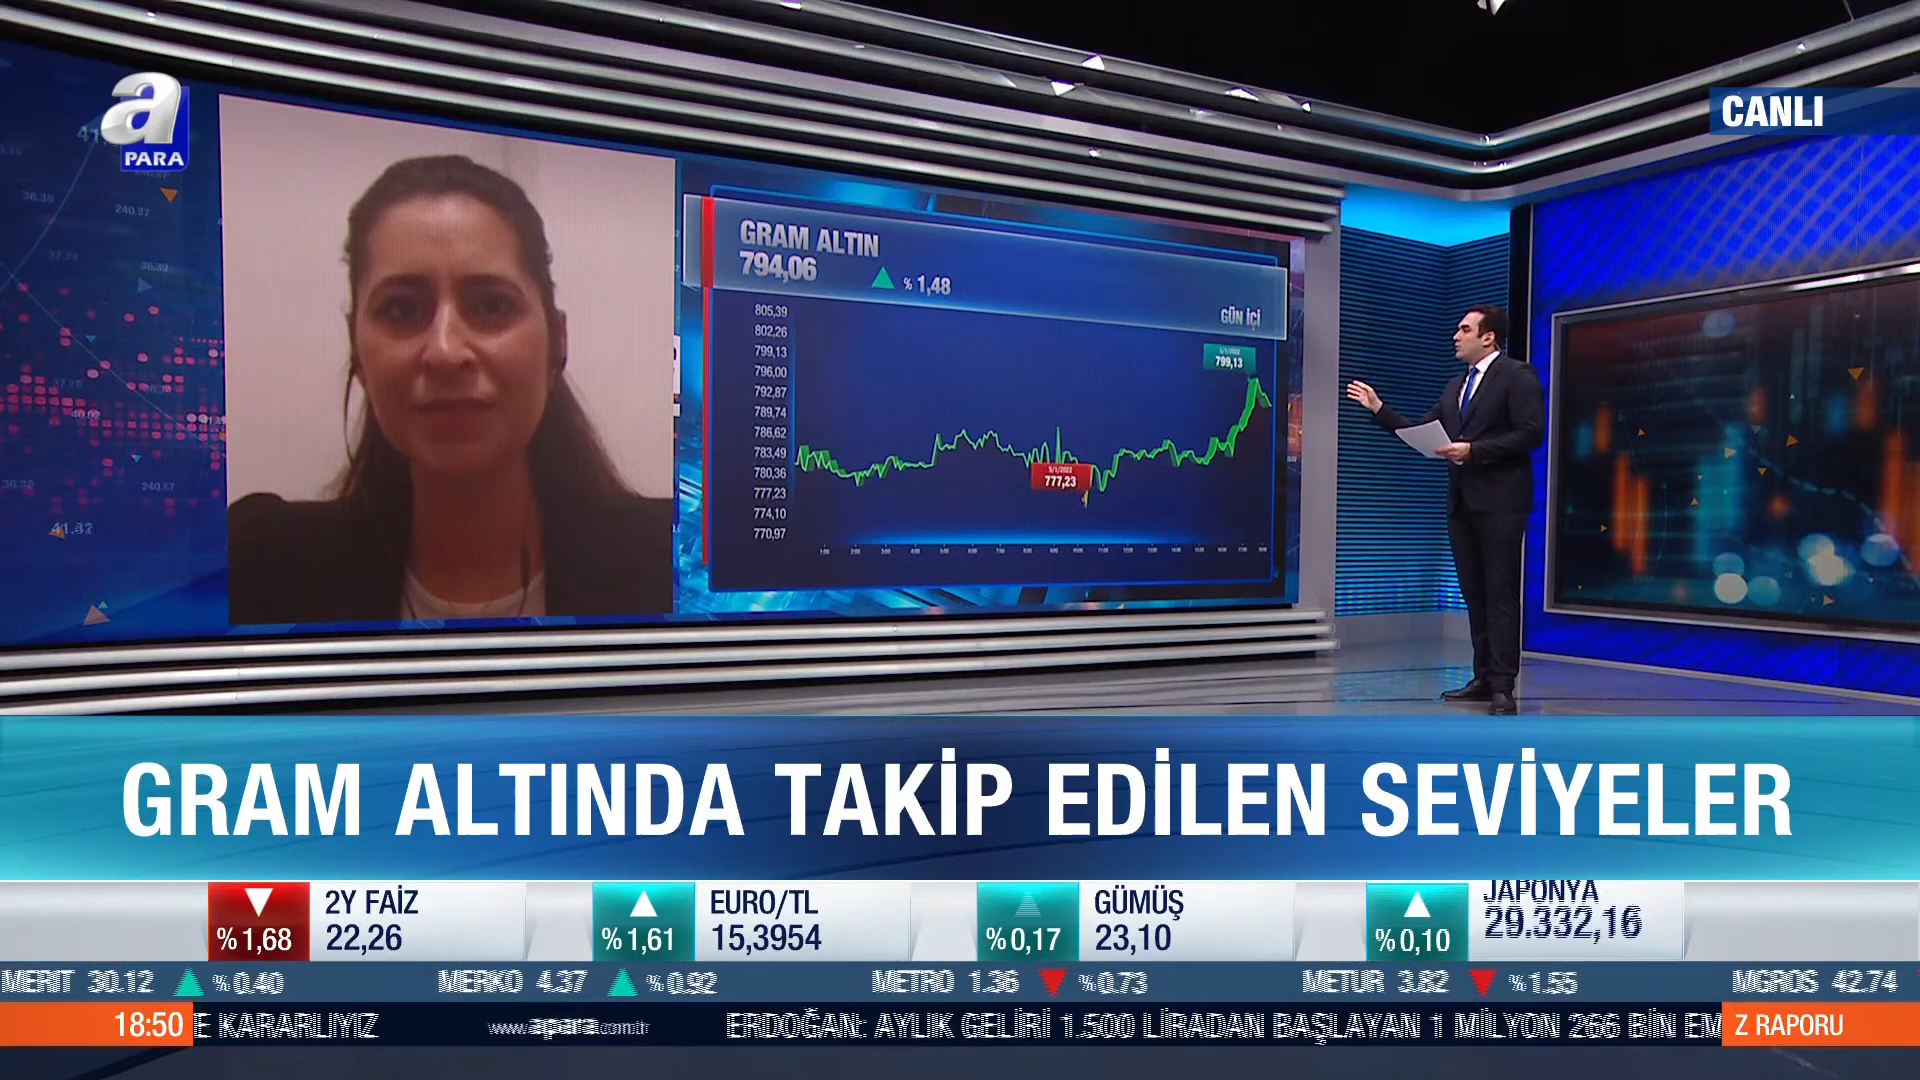 a
PARA
CANLI
GRAM ALTIN
794,06
% 1,48
GÜN İÇİ
805,39
802,26
799,13
796,00
792,87
789,74
786,62
783,49
780,36
777,23
774,10
770,97
5/1/2022
799,13
5/1/2022
777,23
GRAM ALTINDA TAKİP EDİLEN SEVİYELER
%1,68 2Y FAİZ 22,26
%1,61 EURO/TL 15,3954
%0,17 GÜMÜŞ 23,10
%0,10 JAPONYA 29.332,16
MERIT 30.12 %0.40 MERKO 4.37 %0.92 METRO 1.36 %0.73 METUR 3.82 %1.55 MGROS 42.74
18:50 E KARARLIYIZ www.apara.com.tr ERDOĞAN: AYLIK GELİRİ 1.500 LİRADAN BAŞLAYAN 1 MİLYON 266 BİN EM Z RAPORU